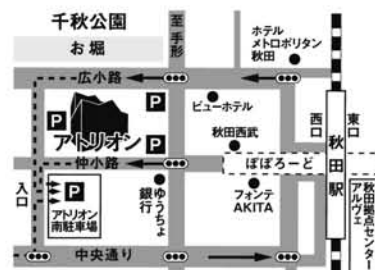 千秋公園
お堀
至手形
ホテル
メトロポリタン
秋田
広小路
P
P
P
アトリオン
ビューホテル
秋田西武
西口
東口
秋田駅
仲小路
ぽぽろーど
入口
P
アトリオン
南駐車場
ゆうちょ
銀行
フォンテ
AKITA
秋田拠点センター
アルヴェ
中央通り